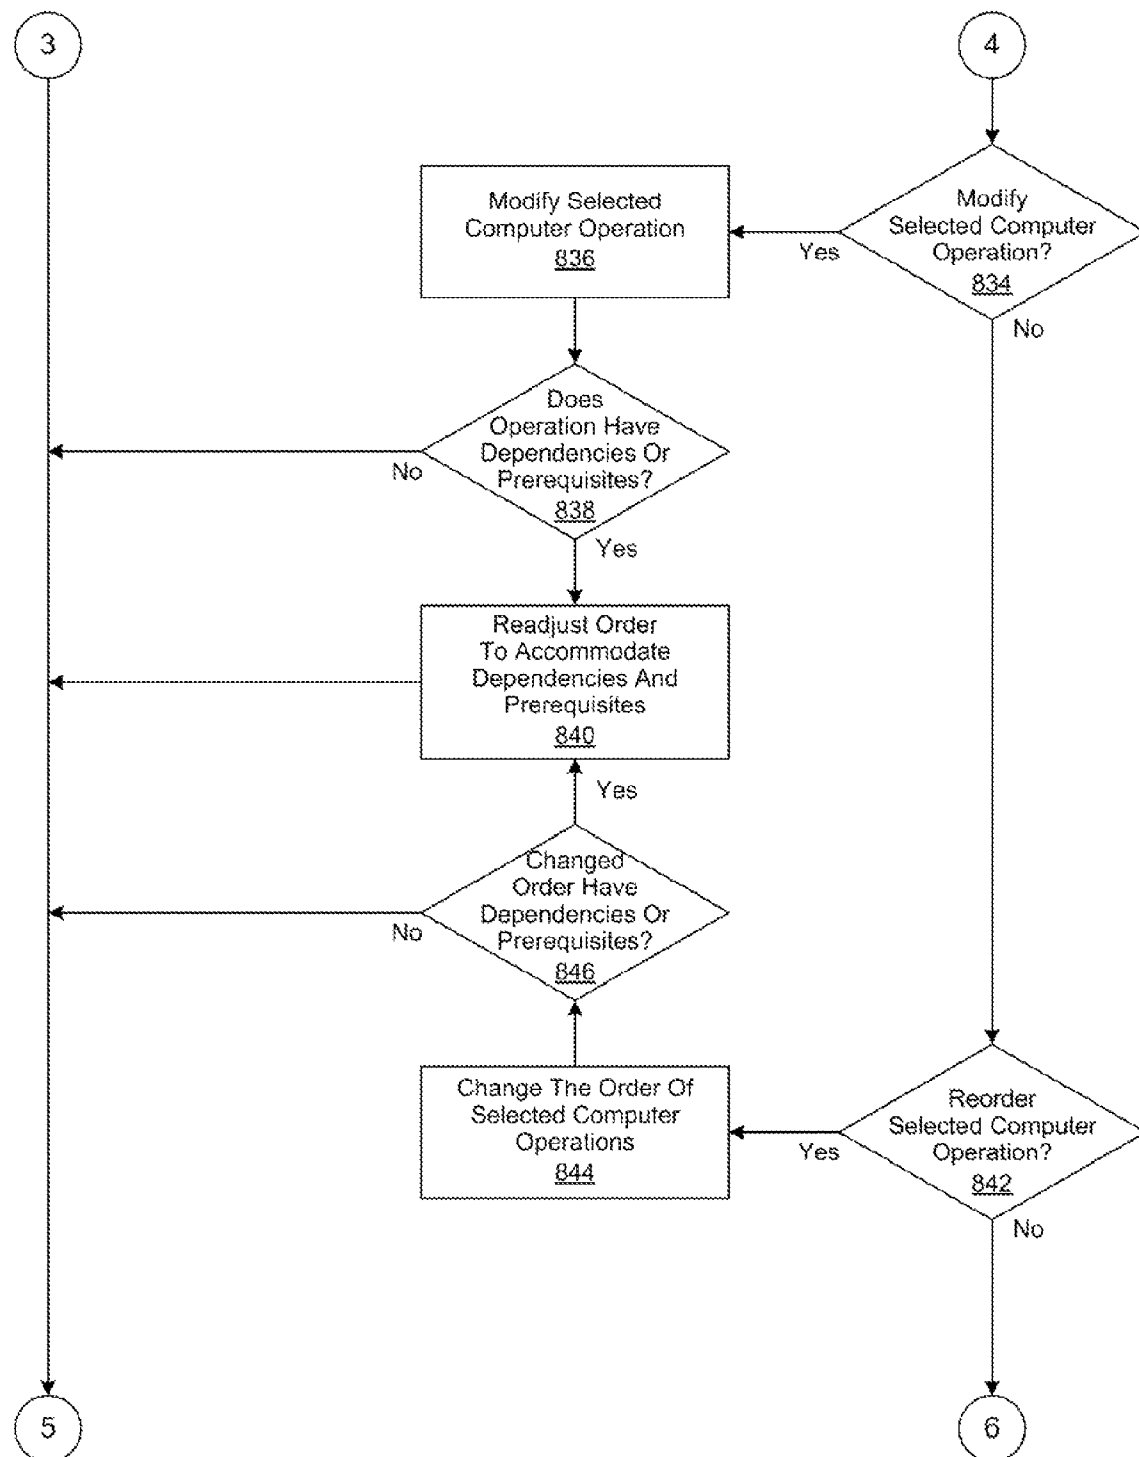 3
4
Modify
Selected Computer
Operation?
834
Yes
No
Modify Selected
Computer Operation
836
Does
Operation Have
Dependencies Or
Prerequisites?
838
No
Yes
Readjust Order
To Accommodate
Dependencies And
Prerequisites
840
Yes
Changed
Order Have
Dependencies Or
Prerequisites?
846
No
Change The Order Of
Selected Computer
Operations
844
Reorder
Selected Computer
Operation?
842
Yes
No
5
6